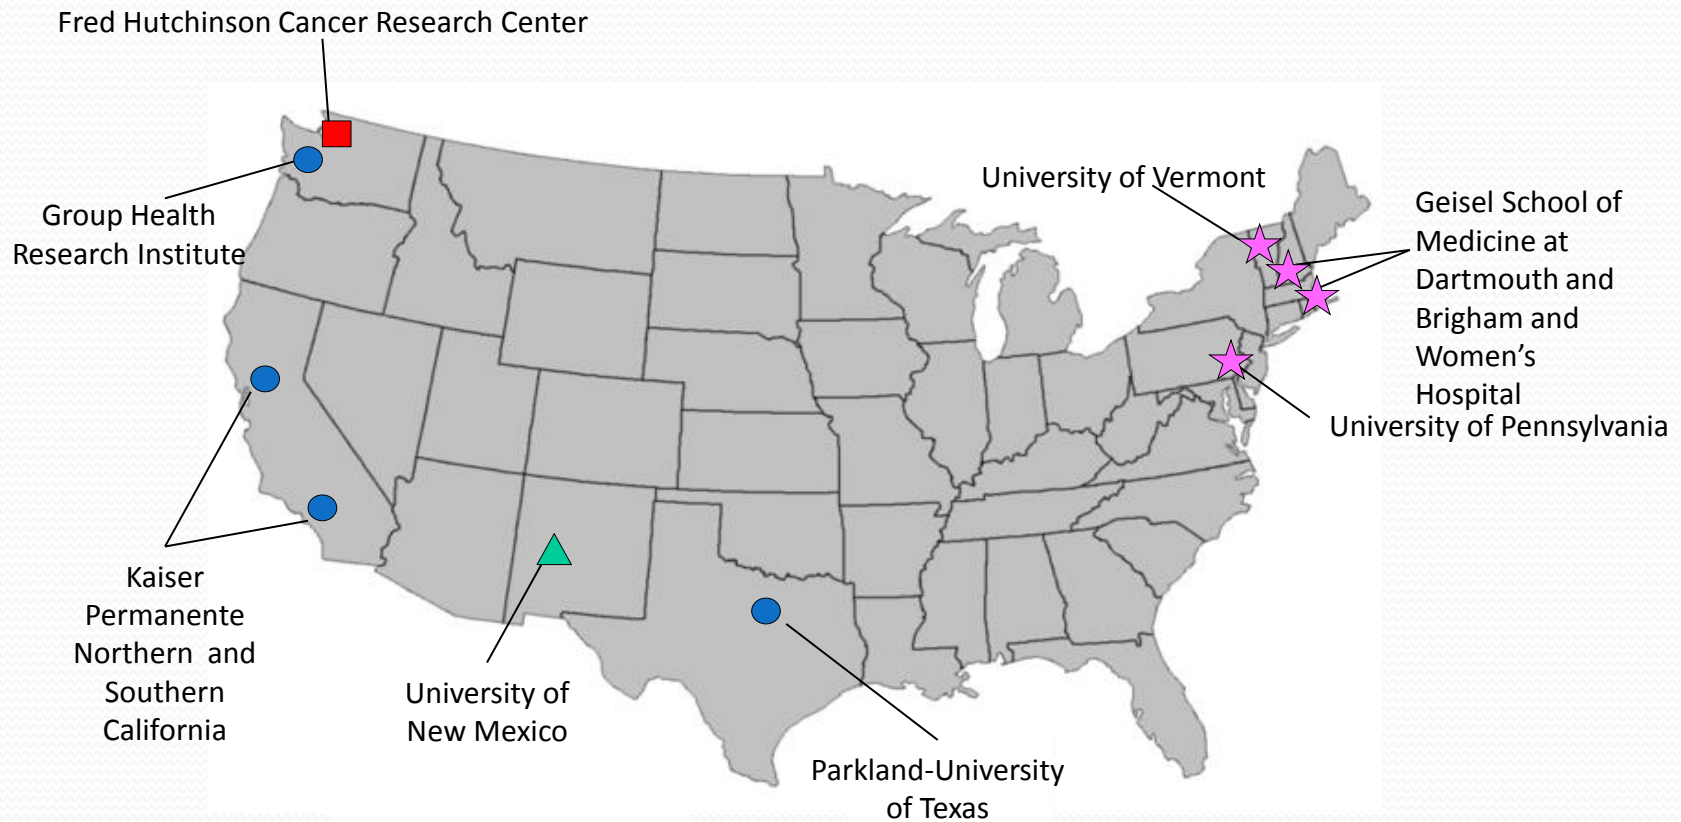 Fred Hutchinson Cancer Research Center
Group Health
Research Institute
University of Vermont
Geisel School of
Medicine at
Dartmouth and
Brigham and
Women's
Hospital
University of Pennsylvania
Kaiser
Permanente
Northern and
Southern
California
University of
New Mexico
Parkland-University
of Texas